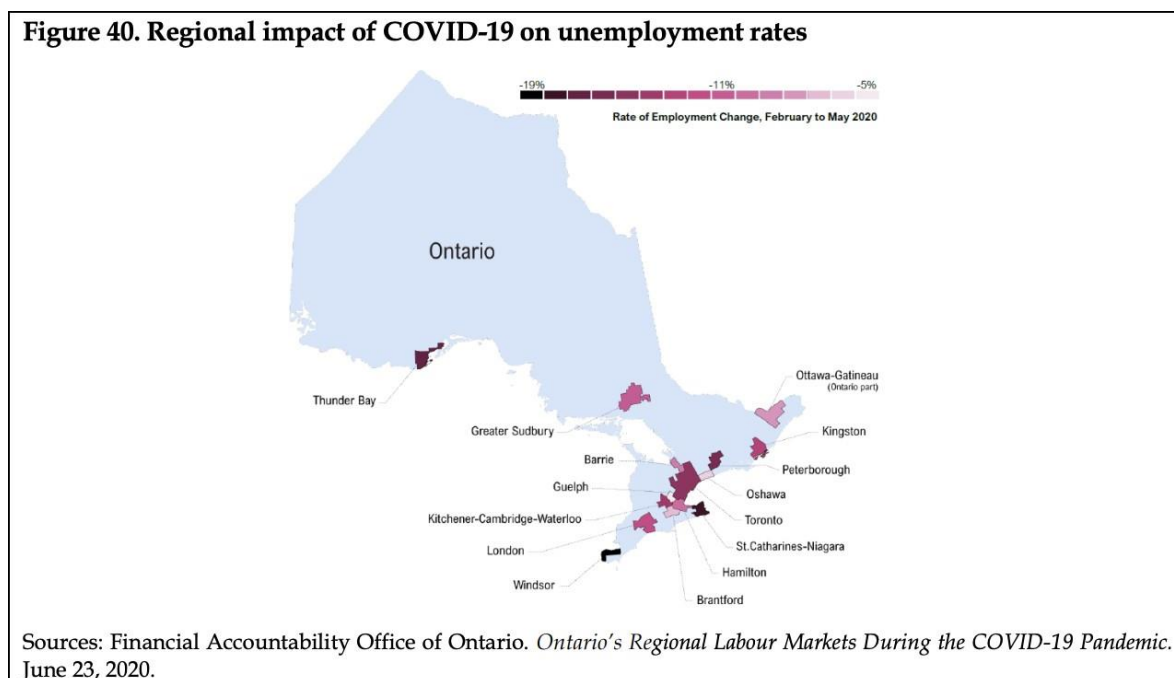 Figure 40. Regional impact of COVID-19 on unemployment rates
-19% -11% -5%
Rate of Employment Change, February to May 2020
Ontario
Thunder Bay
Ottawa-Gatineau
(Ontario part)
Greater Sudbury
Kingston
Barrie
Peterborough
Guelph
Oshawa
Kitchener-Cambridge-Waterloo
Toronto
London
St.Catharines-Niagara
Windsor
Hamilton
Brantford
Sources: Financial Accountability Office of Ontario. Ontario's Regional Labour Markets During the COVID-19 Pandemic.
June 23, 2020.